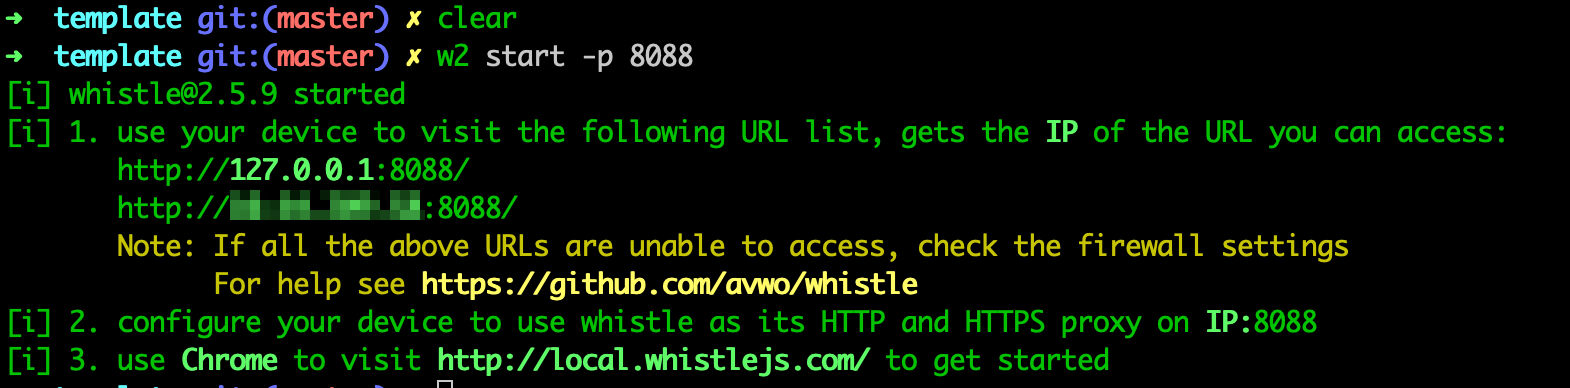 ➜ template git:(master) ✗ clear
➜ template git:(master) ✗ w2 start -p 8088
[i] whistle@2.5.9 started
[i] 1. use your device to visit the following URL list, gets the IP of the URL you can access:
http://127.0.0.1:8088/
http://:8088/
Note: If all the above URLs are unable to access, check the firewall settings
For help see https://github.com/avwo/whistle
[i] 2. configure your device to use whistle as its HTTP and HTTPS proxy on IP:8088
[i] 3. use Chrome to visit http://local.whistlejs.com/ to get started